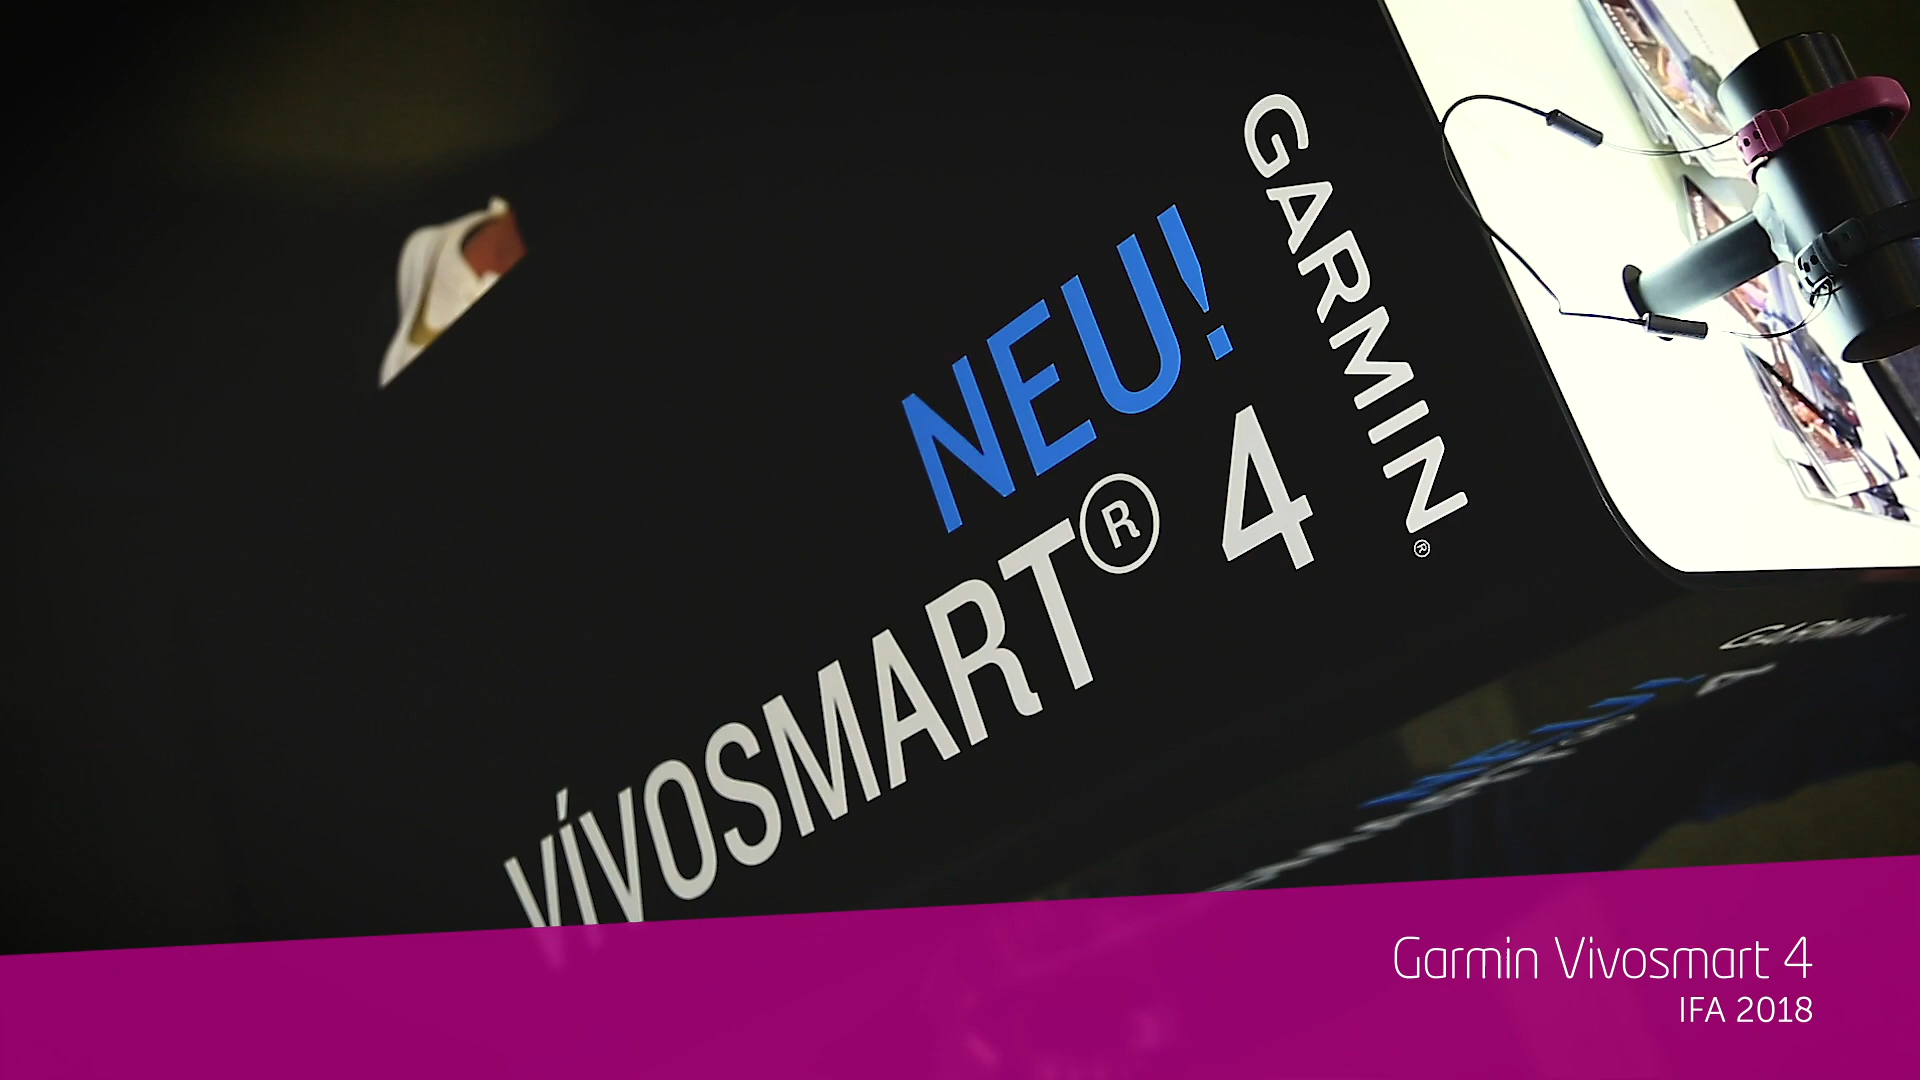 GARMIN®
NEU!
VÍVOSMART® 4
Garmin Vivosmart 4
IFA 2018